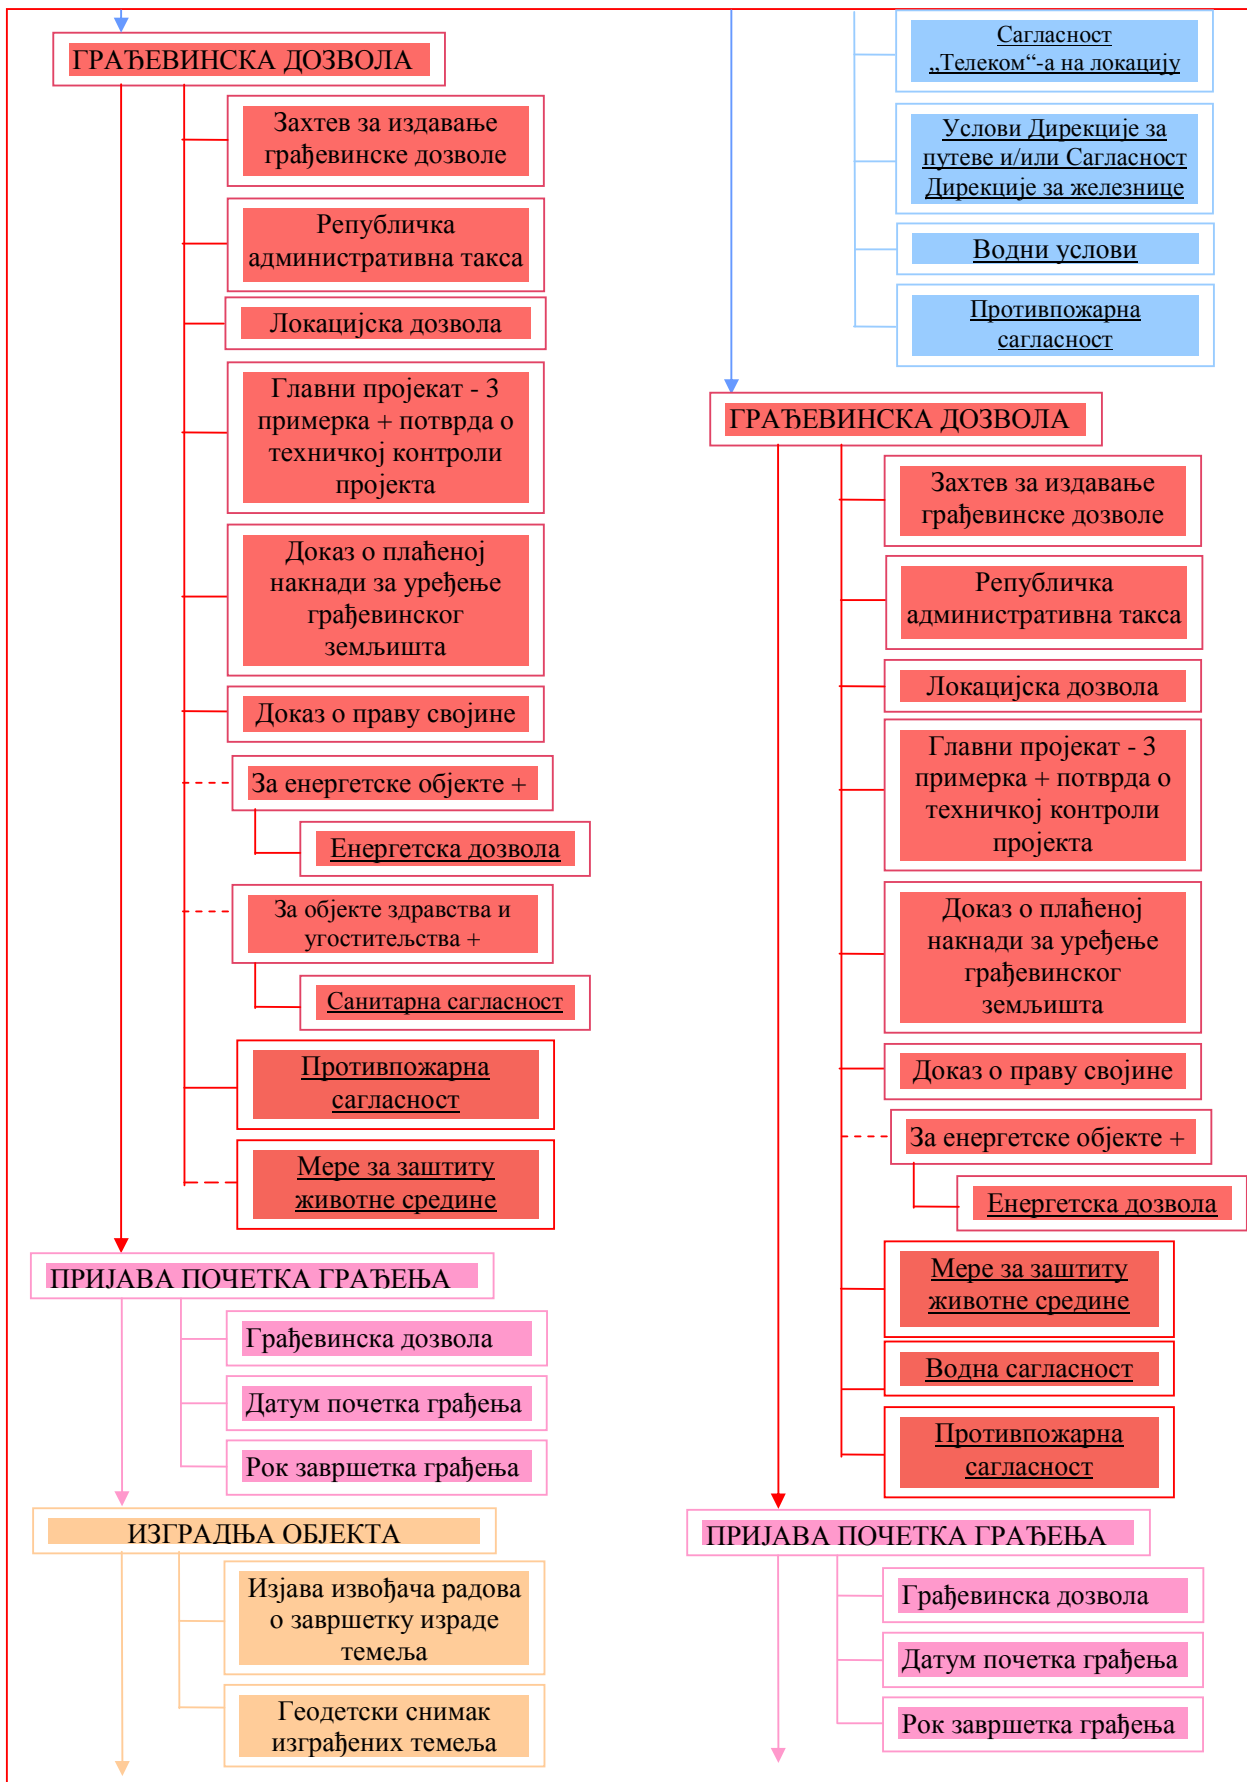 ГРАЂЕВИНСКА ДОЗВОЛА
Захтев за издавање
грађевинске дозволе
Републичка
административна такса
Локацијска дозвола
Главни пројекат - 3
примерка + потврда о
техничкој контроли
пројекта
Доказ о плаћеној
накнади за уређење
грађевинског
земљишта
Доказ о праву својине
За енергетске објекте +
Енергетска дозвола
За објекте здравства и
угоститељства +
Санитарна сагласност
Противпожарна
сагласност
Мере за заштиту
животне средине
ПРИЈАВА ПОЧЕТКА ГРАЂЕЊА
Грађевинска дозвола
Датум почетка грађења
Рок завршетка грађења
ИЗГРАДЊА ОБЈЕКТА
Изјава извођача радова
о завршетку израде
темеља
Геодетски снимак
изграђених темеља
Сагласност
„Телеком“-а на локацију
Услови Дирекције за
путеве и/или Сагласност
Дирекције за железнице
Водни услови
Противпожарна
сагласност
ГРАЂЕВИНСКА ДОЗВОЛА
Захтев за издавање
грађевинске дозволе
Републичка
административна такса
Локацијска дозвола
Главни пројекат - 3
примерка + потврда о
техничкој контроли
пројекта
Доказ о плаћеној
накнади за уређење
грађевинског
земљишта
Доказ о праву својине
За енергетске објекте +
Енергетска дозвола
Мере за заштиту
животне средине
Водна сагласност
Противпожарна
сагласност
ПРИЈАВА ПОЧЕТКА ГРАЂЕЊА
Грађевинска дозвола
Датум почетка грађења
Рок завршетка грађења